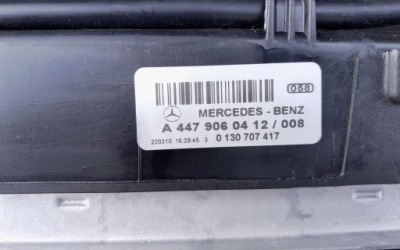 058
MERCEDES - BENZ
A 447 906 04 12 / 008
220310 16:29:45 3 0 130 707 417